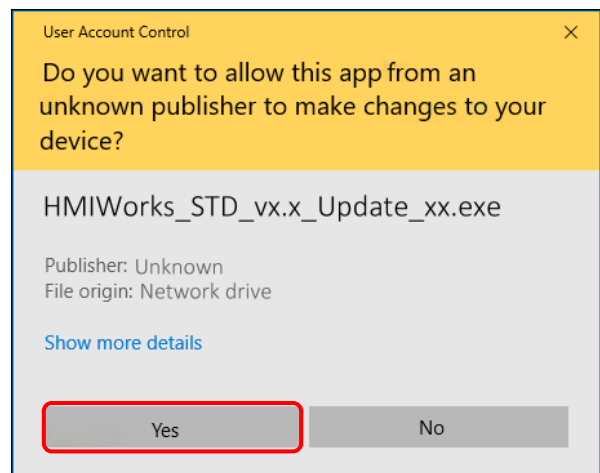 User Account Control
Do you want to allow this app from an
unknown publisher to make changes to your
device?
HMIWorks_STD_vx.x_Update_xx.exe
Publisher: Unknown
File origin: Network drive
Show more details
Yes
No